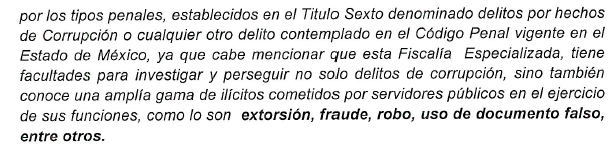 por los tipos penales, establecidos en el Titulo Sexto denominado delitos por hechos
de Corrupción o cualquier otro delito contemplado en el Código Penal vigente en el
Estado de México, ya que cabe mencionar que esta Fiscalía Especializada, tiene
facultades para investigar y perseguir no solo delitos de corrupción, sino también
conoce una amplía gama de ilícitos cometidos por servidores públicos en el ejercicio
de sus funciones, como lo son extorsión, fraude, robo, uso de documento falso,
entre otros.